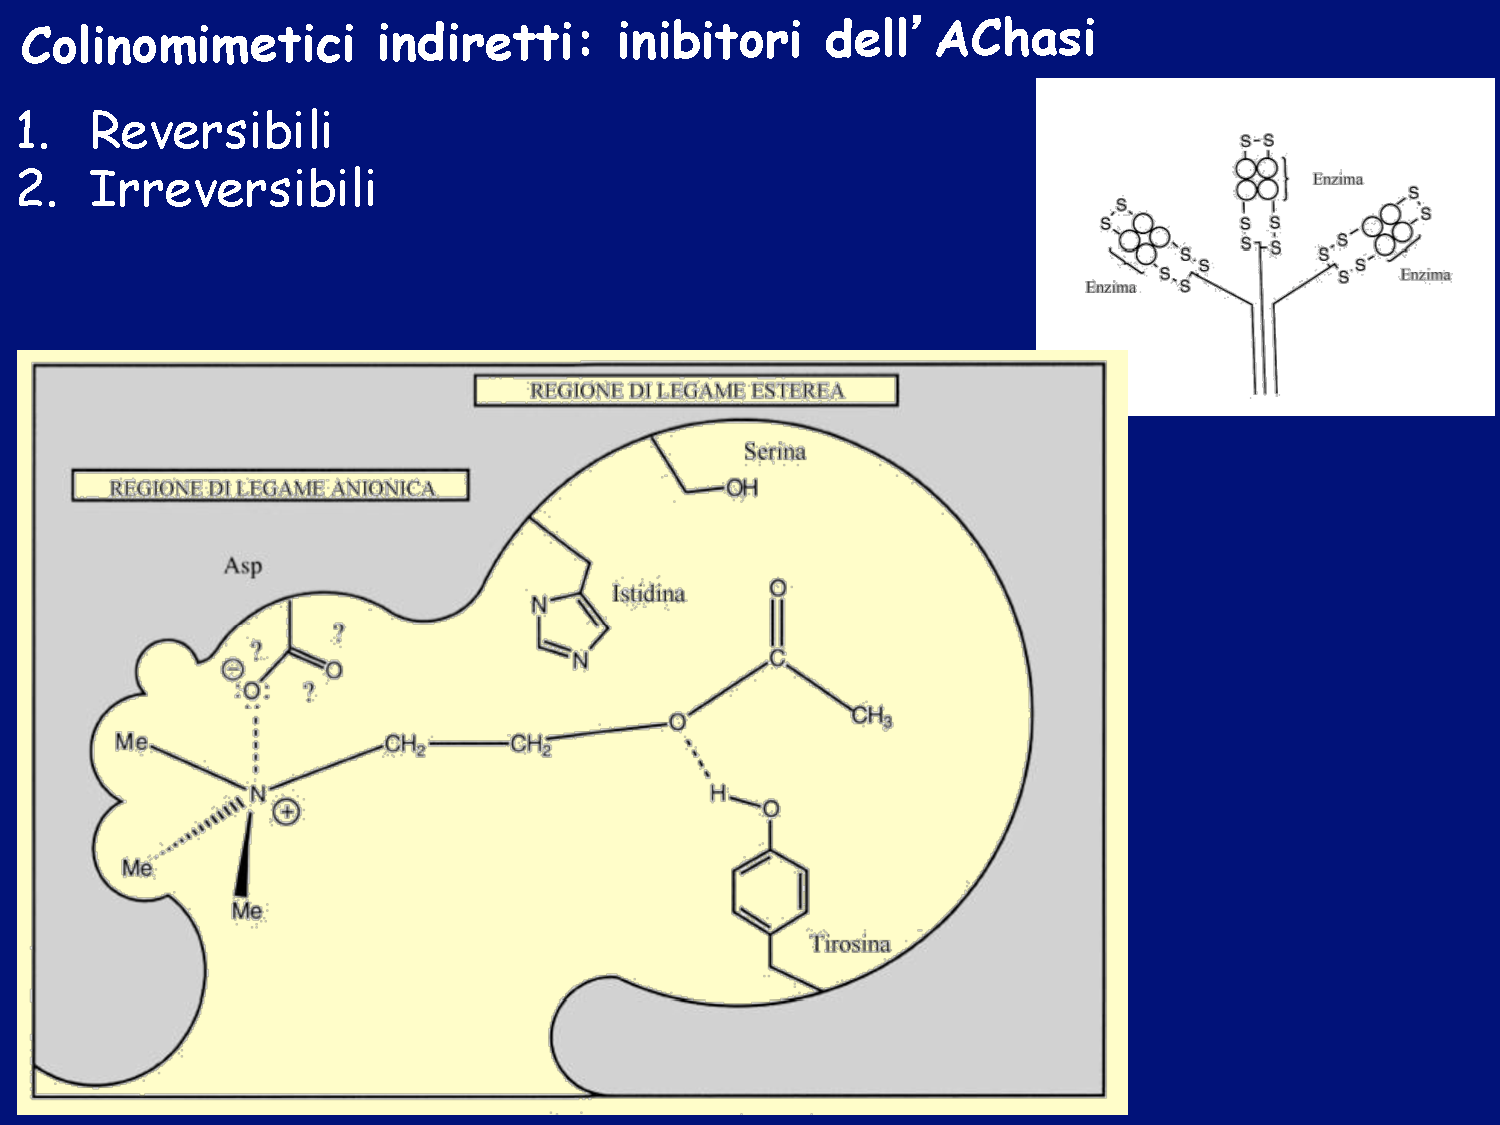 Colinomimetici indiretti: inibitori dell’AChasi
1. Reversibili
2. Irreversibili
S-S
Enzima
S S
S S
S S
S-S
S S
S S
Enzima
S S
S S
S S
Enzima
REGIONE DI LEGAME ESTEREA
Serina
OH
REGIONE DI LEGAME ANIONICA
Asp
Istidina
N
N
O
C
CH3
O
? ?
− O
:O: ?
Me
CH2
CH2
N
+
H
O
Me
Me
Tirosina